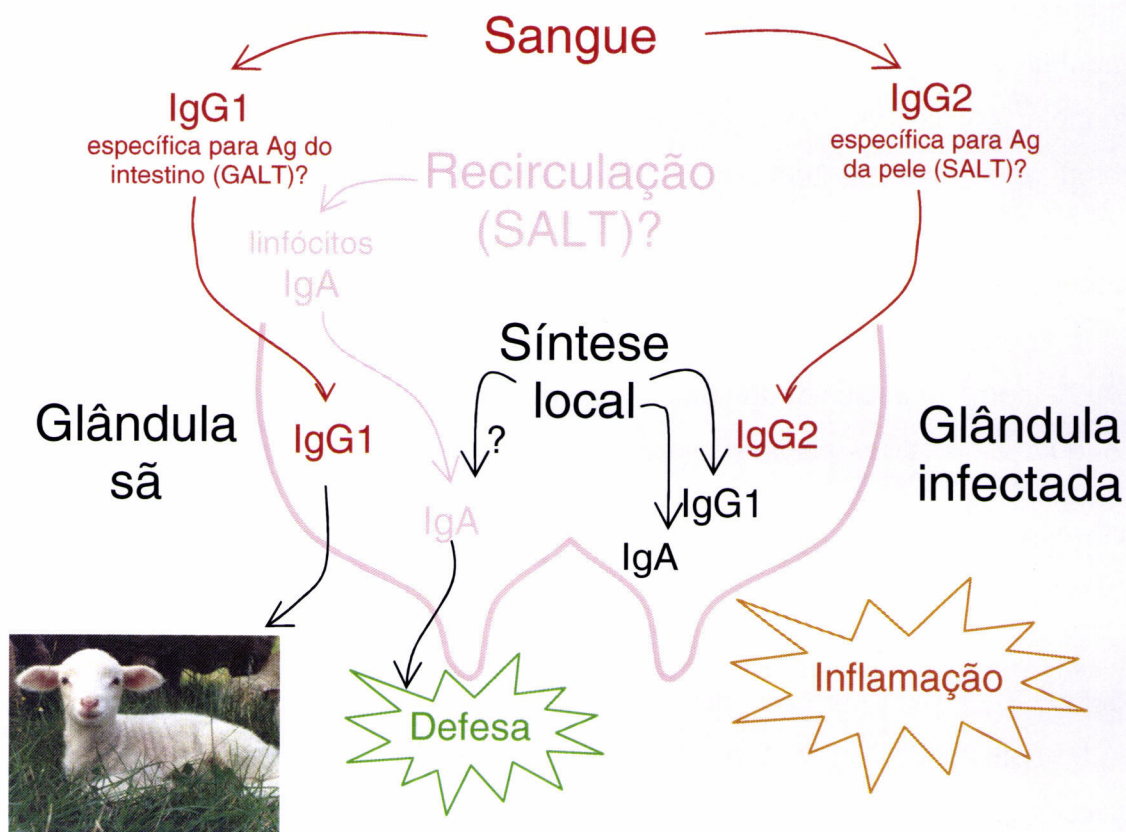 Sangue
IgG1
específica para Ag do
intestino (GALT)?
IgG2
específica para Ag
da pele (SALT)?
Recirculação
(SALT)?
linfócitos
IgA
Síntese
local
Glândula
sã
IgG1
?
IgA
IgG2
IgG1
IgA
Glândula
infectada
Defesa
Inflamação